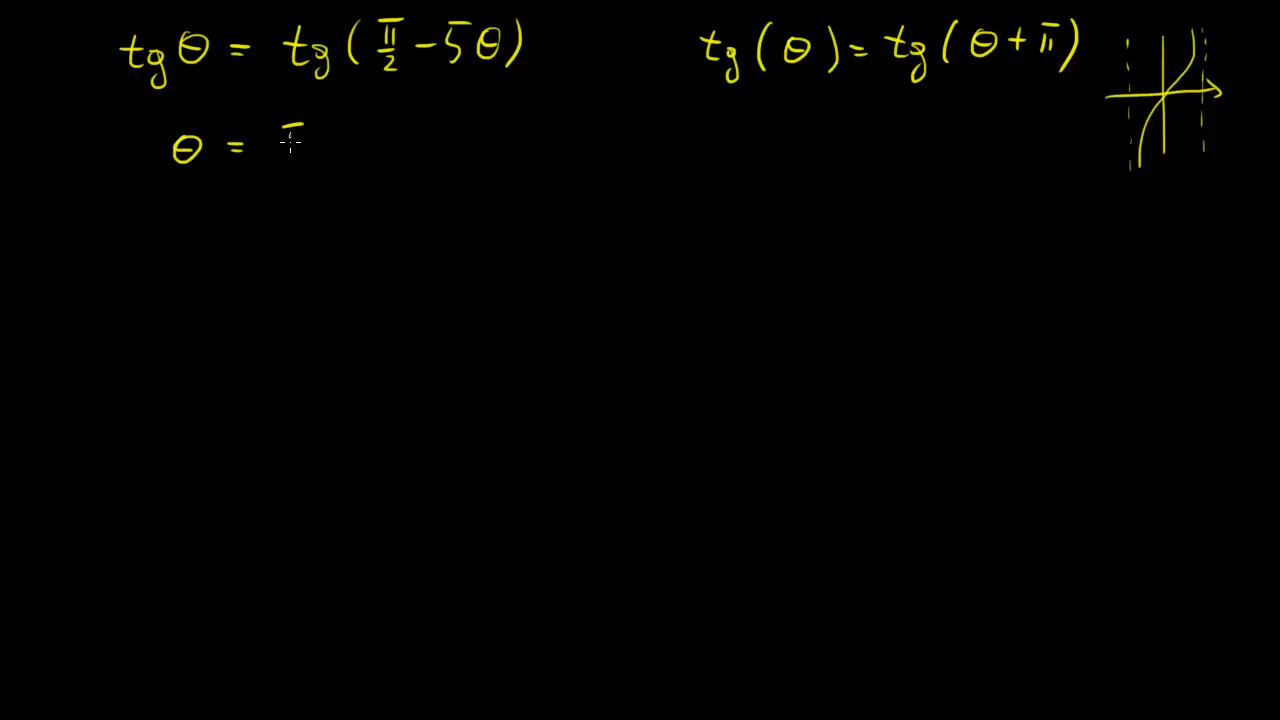 tg θ = tg ( π/2 - 5θ )
tg ( θ ) = tg ( θ + π )
θ =